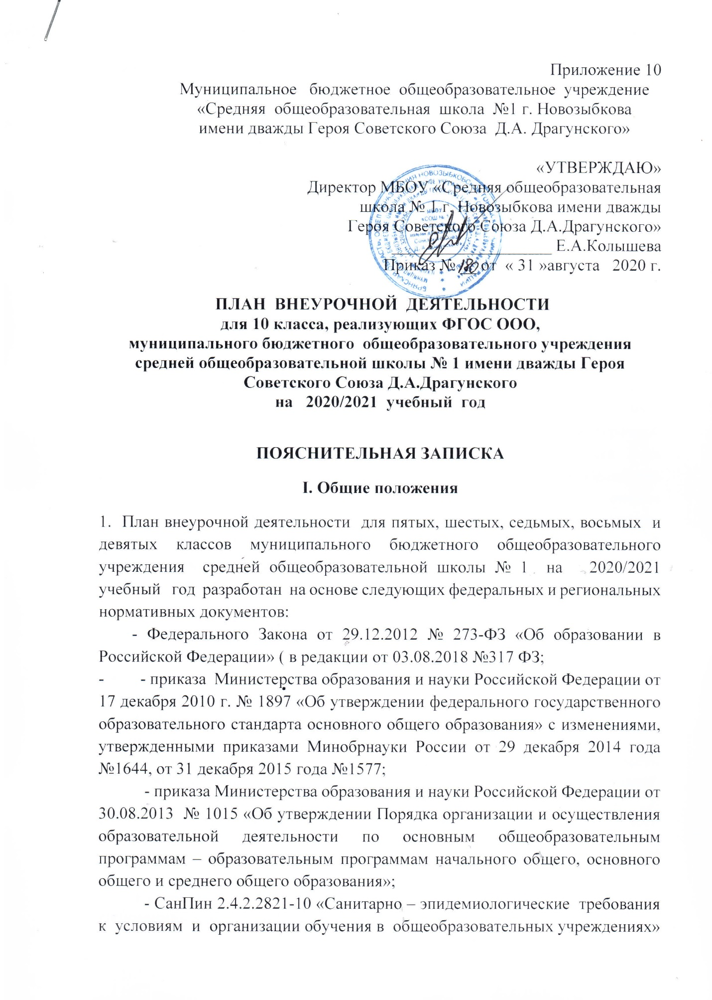 Приложение 10
Муниципальное бюджетное общеобразовательное учреждение
«Средняя общеобразовательная школа №1 г. Новозыбкова
имени дважды Героя Советского Союза Д.А. Драгунского»
«УТВЕРЖДАЮ»
Директор МБОУ «Средняя общеобразовательная
школа № 1 г. Новозыбкова имени дважды
Героя Советского Союза Д.А.Драгунского»
Е.А.Колышева
Приказ № 180 от « 31 »августа 2020 г.
ПЛАН ВНЕУРОЧНОЙ ДЕЯТЕЛЬНОСТИ
для 10 класса, реализующих ФГОС ООО,
муниципального бюджетного общеобразовательного учреждения
средней общеобразовательной школы № 1 имени дважды Героя
Советского Союза Д.А.Драгунского
на 2020/2021 учебный год
ПОЯСНИТЕЛЬНАЯ ЗАПИСКА
I. Общие положения
1. План внеурочной деятельности для пятых, шестых, седьмых, восьмых и
девятых классов муниципального бюджетного общеобразовательного
учреждения средней общеобразовательной школы № 1 на 2020/2021
учебный год разработан на основе следующих федеральных и региональных
нормативных документов:
- Федерального Закона от 29.12.2012 № 273-ФЗ «Об образовании в
Российской Федерации» ( в редакции от 03.08.2018 №317 ФЗ;
- - приказа Министерства образования и науки Российской Федерации от
17 декабря 2010 г. № 1897 «Об утверждении федерального государственного
образовательного стандарта основного общего образования» с изменениями,
утвержденными приказами Минобрнауки России от 29 декабря 2014 года
№1644, от 31 декабря 2015 года №1577;
- приказа Министерства образования и науки Российской Федерации от
30.08.2013 № 1015 «Об утверждении Порядка организации и осуществления
образовательной деятельности по основным общеобразовательным
программам – образовательным программам начального общего, основного
общего и среднего общего образования»;
- СанПин 2.4.2.2821-10 «Санитарно – эпидемиологические требования
к условиям и организации обучения в общеобразовательных учреждениях»